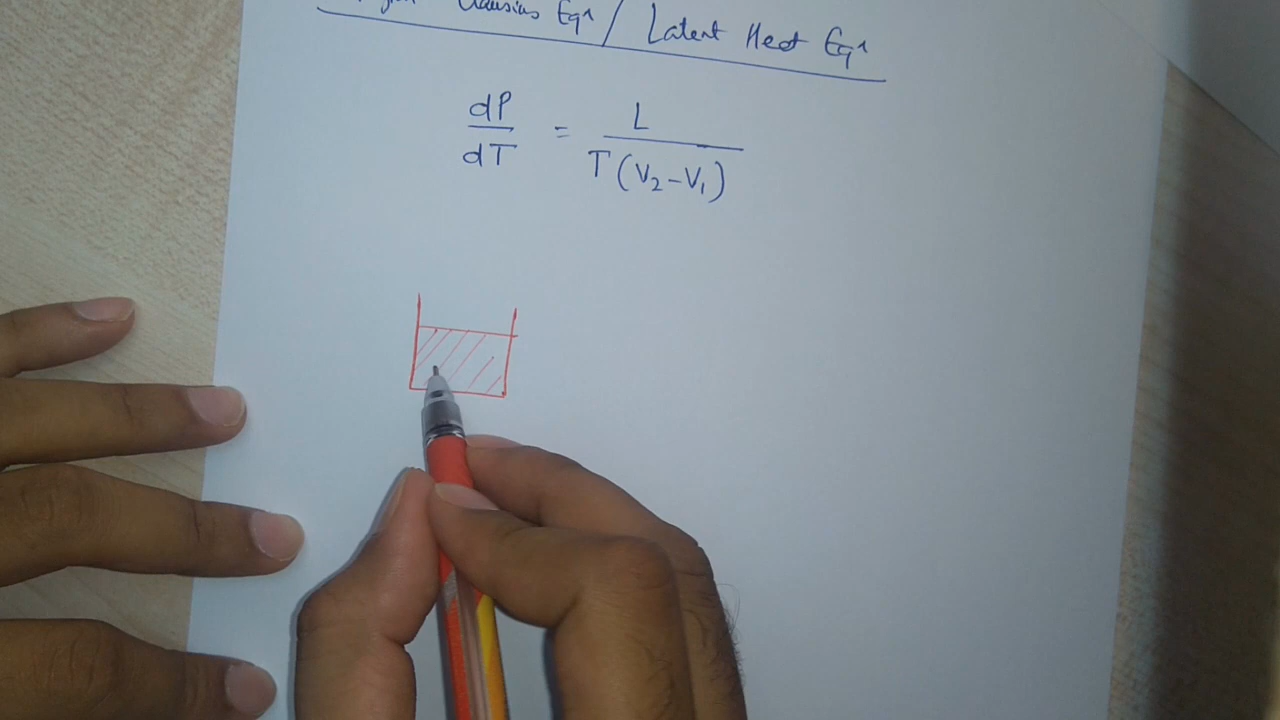 Clausius Eqn / Latent Heat Eqn
dP/dT = L/T(V₂-V₁)